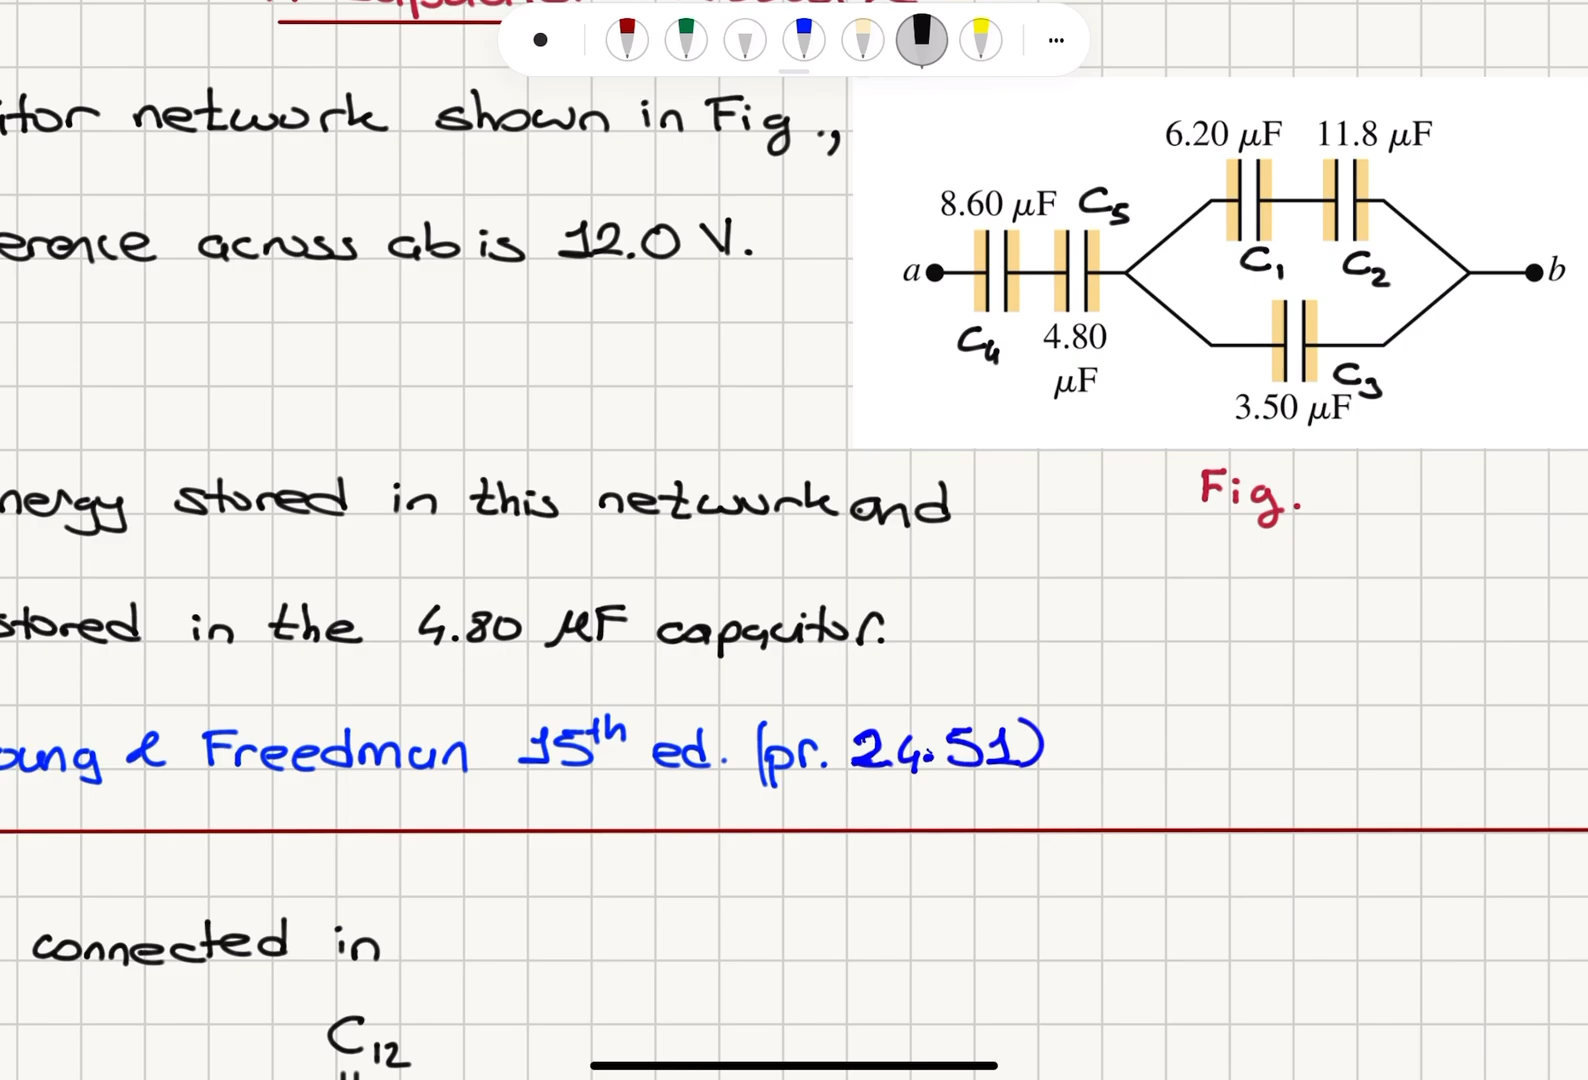 itor network shown in Fig.,
erence across ab is 12.0 V.
6.20 μF 11.8 μF
8.60 μF C5
C1 C2
a b
C4 4.80
μF
C3
3.50 μF
Fig.
nergy stored in this network and
stored in the 4.80 μF capacitor.
oung & Freedman 15th ed. (pr. 24.51)
connected in
C12